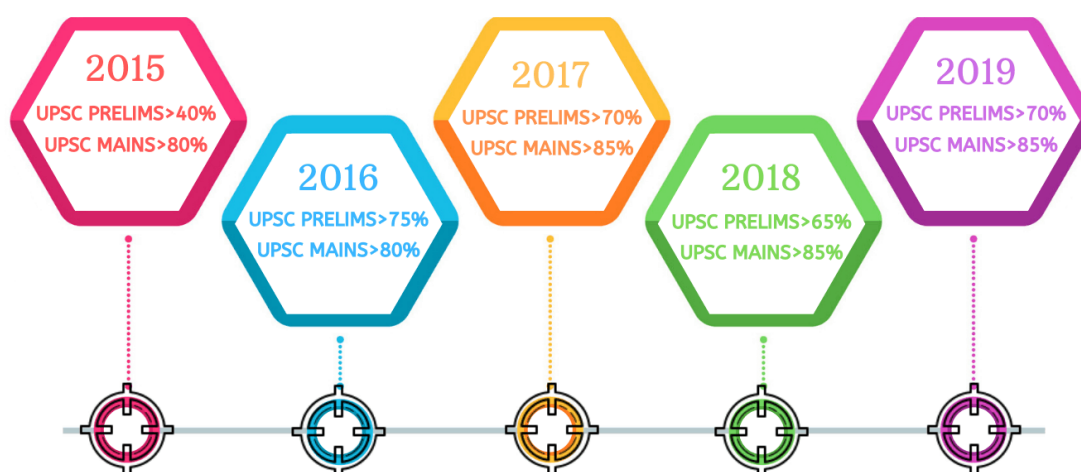 2015
UPSC PRELIMS>40%
UPSC MAINS>80%
2016
UPSC PRELIMS>75%
UPSC MAINS>80%
2017
UPSC PRELIMS>70%
UPSC MAINS>85%
2018
UPSC PRELIMS>65%
UPSC MAINS>85%
2019
UPSC PRELIMS>70%
UPSC MAINS>85%